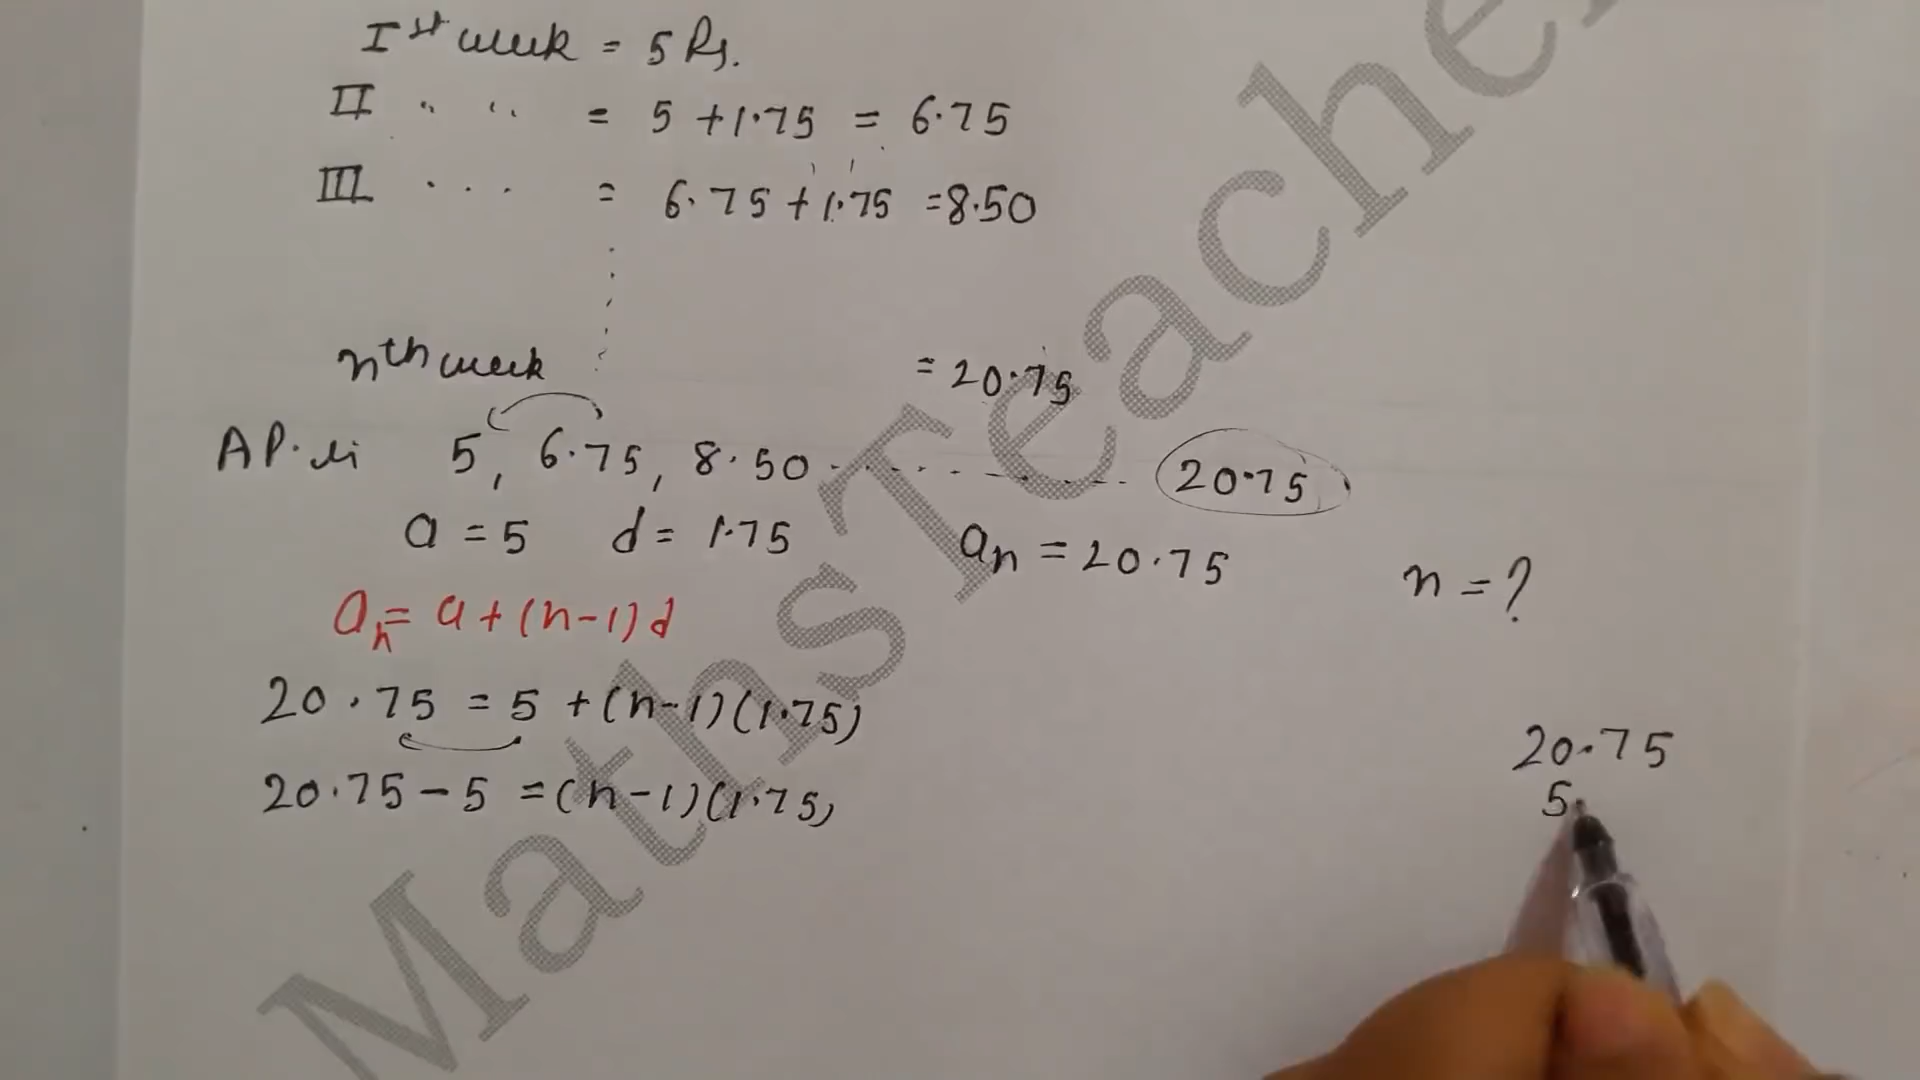 Ist week = 5 Rs.
II " " = 5 + 1.75 = 6.75
III . . . = 6.75 + 1.75 = 8.50
nth week = 20.75
A P. 5, 6.75, 8.50 - - - - - - - 20.75
a = 5 d = 1.75 an = 20.75 n = ?
an = a + (n-1)d
20.75 = 5 + (n-1)(1.75)
20.75 - 5 = (n-1)(1.75)
20.75
5.
Maths Teacher